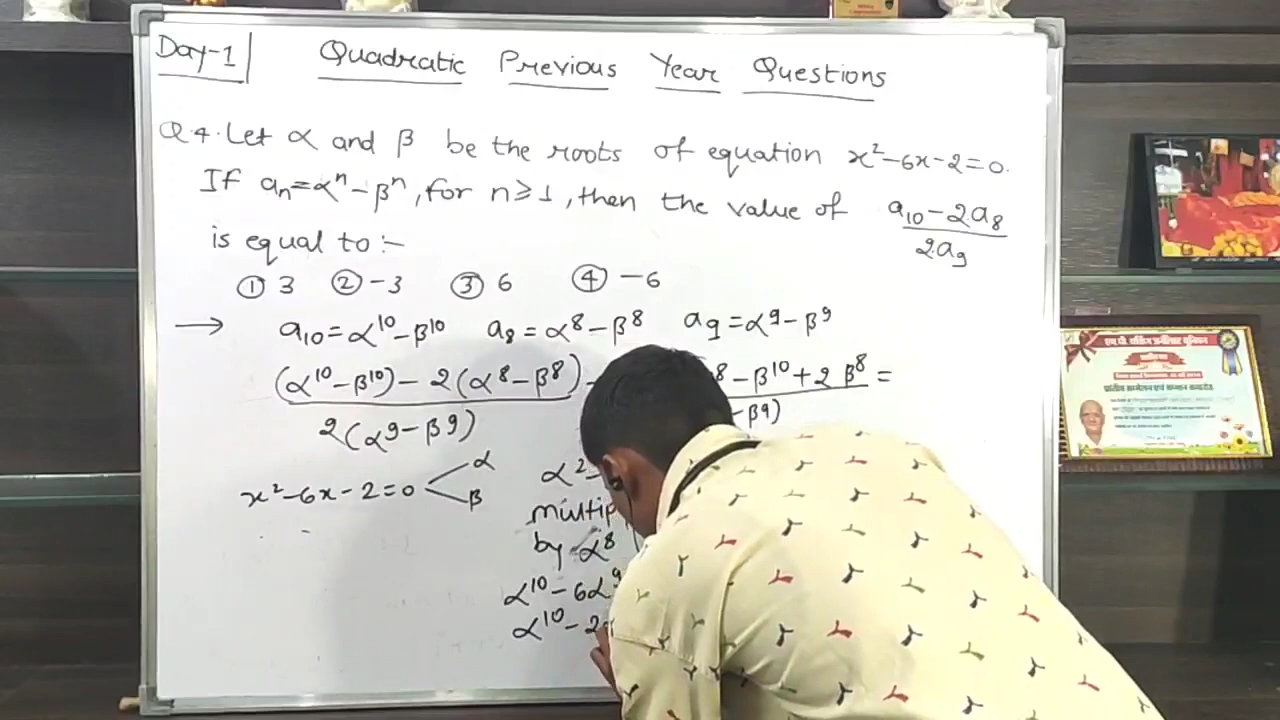 Day-1 Quadratic Previous Year Questions
Q.4. Let α and β be the roots of equation x²-6x-2=0.
If aₙ=αⁿ-βⁿ, for n⩾1, then the value of (a₁₀-2a₈)/(2a₉)
is equal to :-
① 3 ② -3 ③ 6 ④ -6
→ a₁₀=α¹⁰-β¹⁰ a₈=α⁸-β⁸ a₉=α⁹-β⁹
((α¹⁰-β¹⁰)-2(α⁸-β⁸))/(2(α⁹-β⁹)) ⁸-β¹⁰+2β⁸ =
-β⁹)
x²-6x-2=0 < α β
α²-
by α⁸
α¹⁰-6α⁹
α¹⁰-2